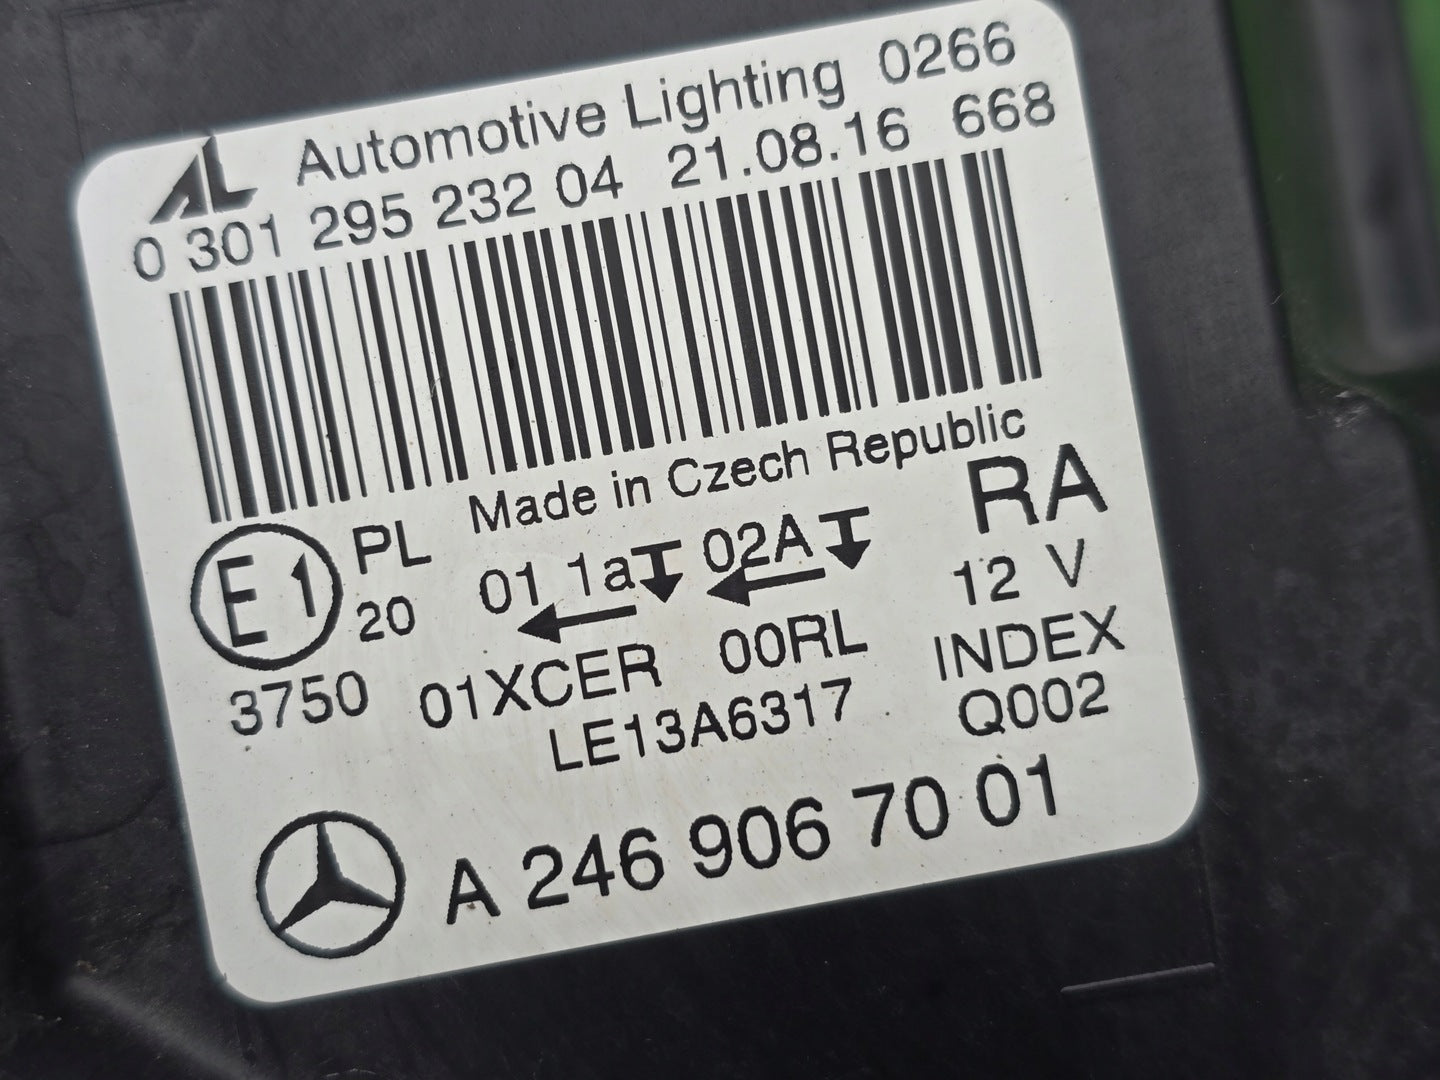 AL Automotive Lighting 0266
0 301 295 232 04 21.08.16 668
Made in Czech Republic
E1 PL 20 01 1a 02A RA
12 V
3750 01XCER 00RL INDEX
LE13A6317 Q002
A 246 906 70 01